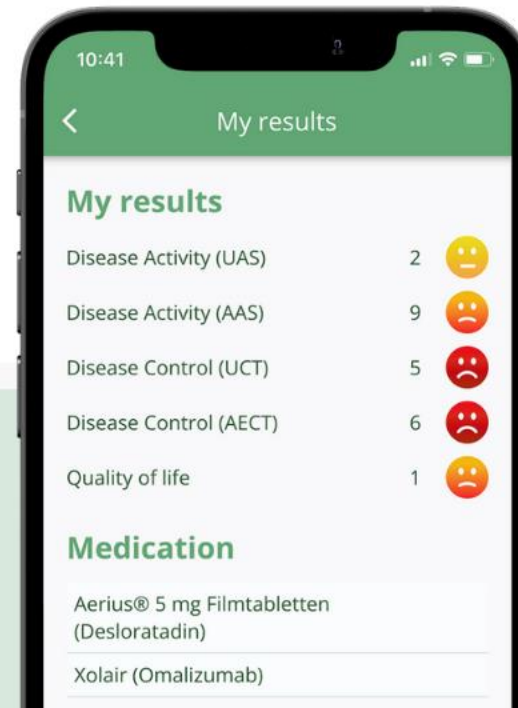 10:41
My results
My results
Disease Activity (UAS) 2
Disease Activity (AAS) 9
Disease Control (UCT) 5
Disease Control (AECT) 6
Quality of life 1
Medication
Aerius® 5 mg Filmtabletten
(Desloratadin)
Xolair (Omalizumab)